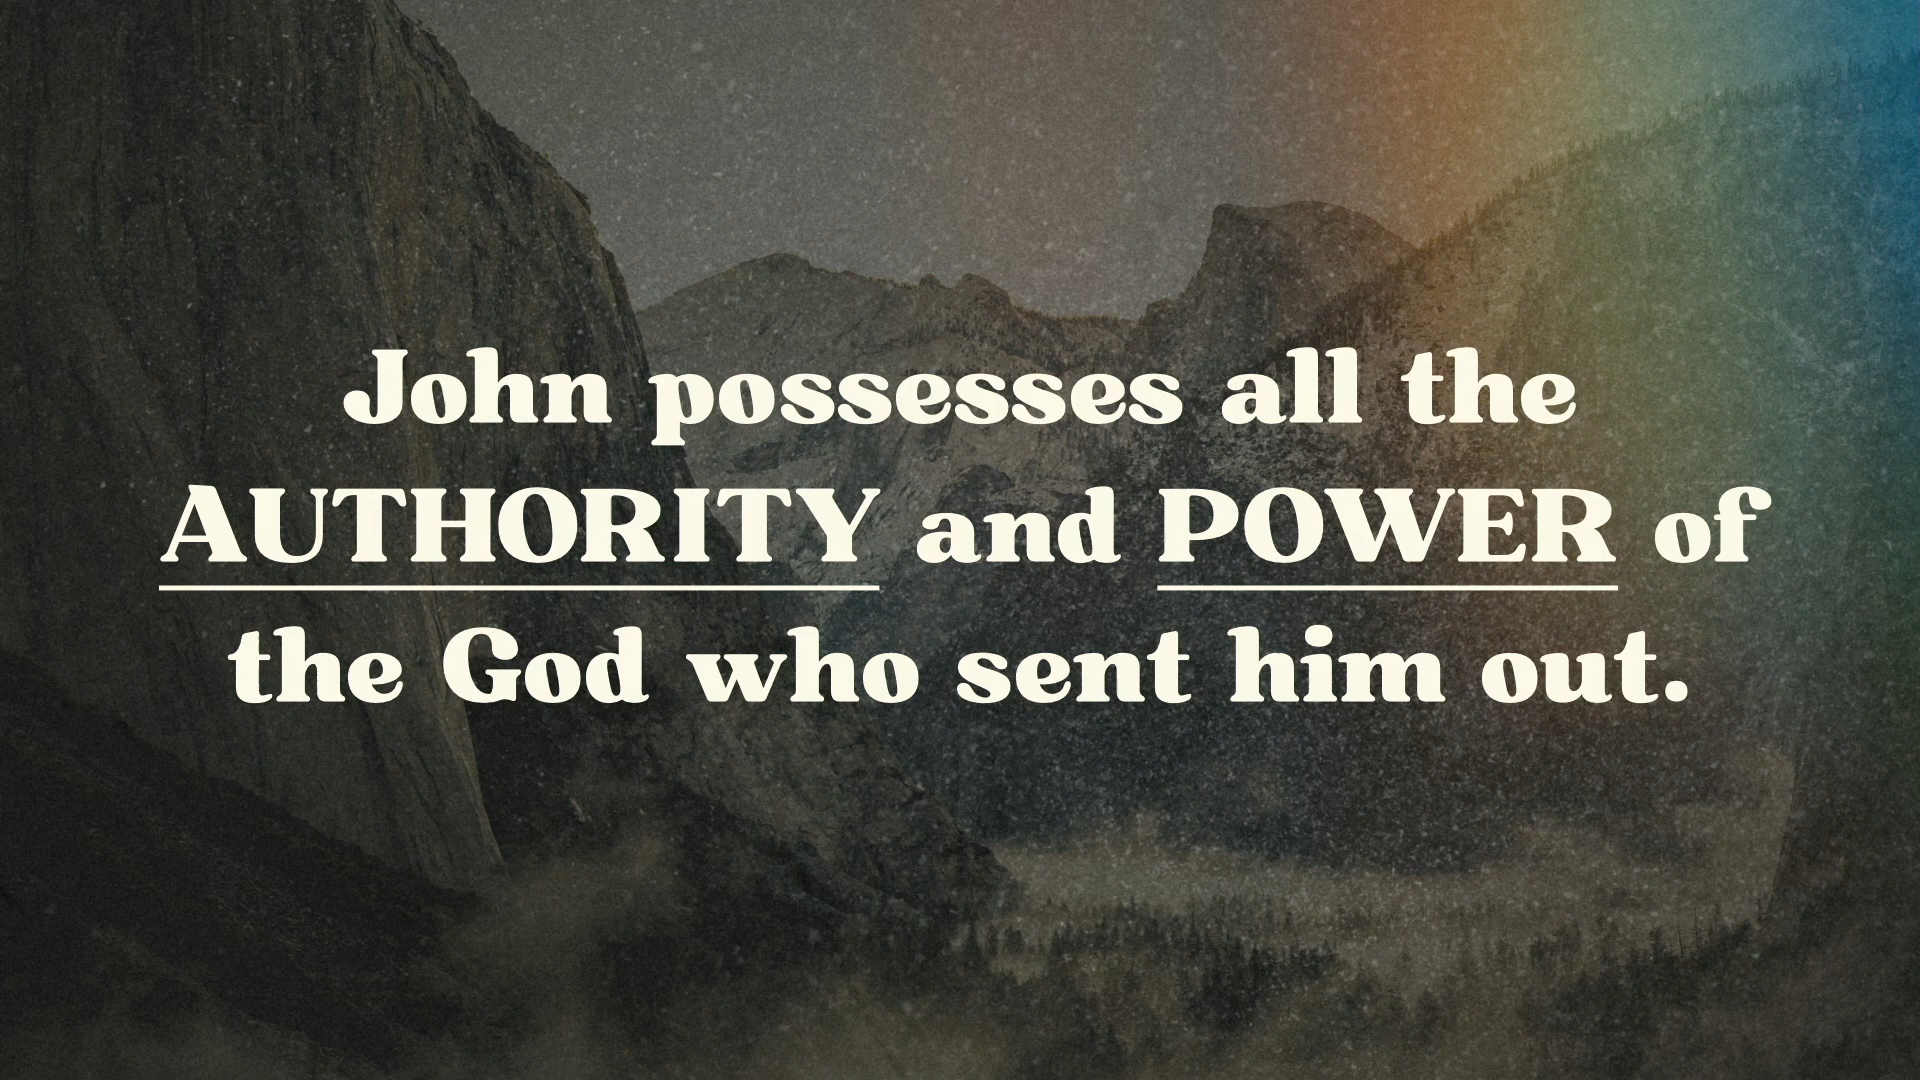 John possesses all the
AUTHORITY and POWER of
the God who sent him out.